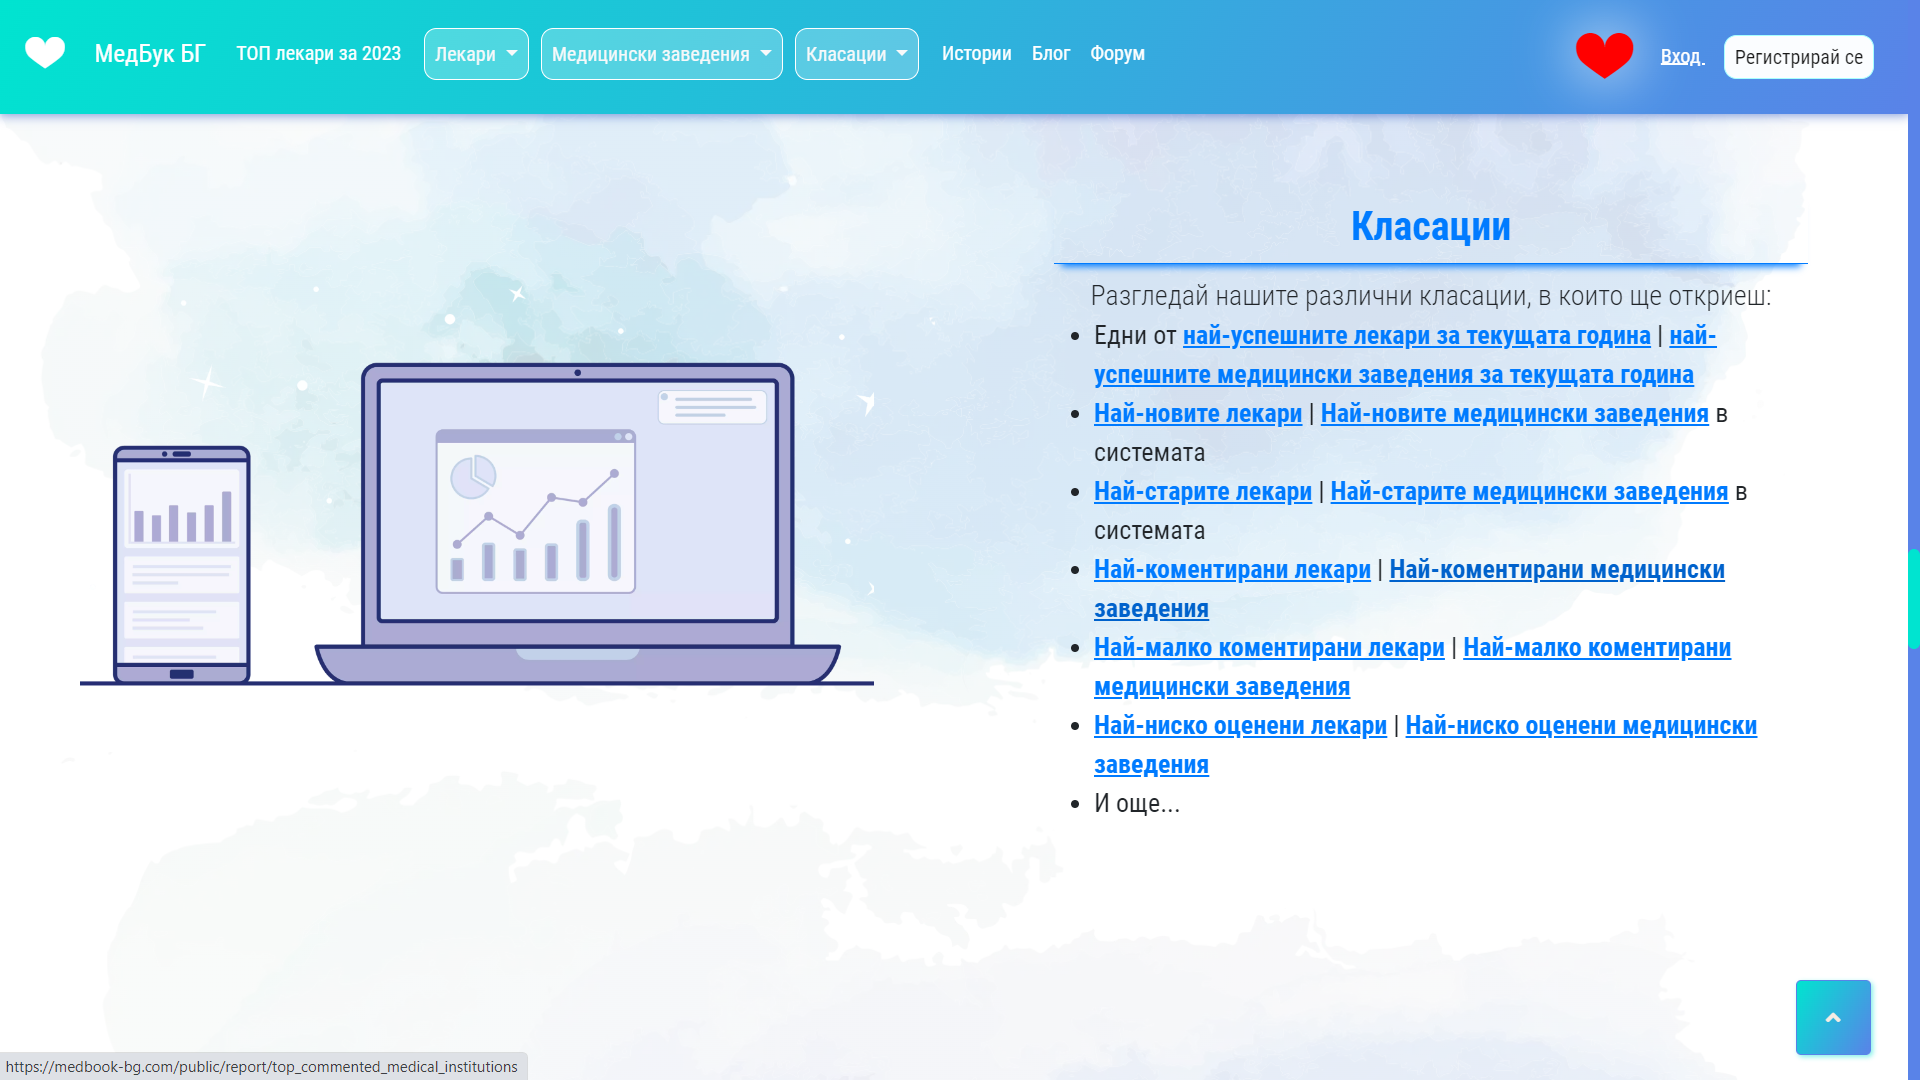 МедБук БГ ТОП лекари за 2023 Лекари Медицински заведения Класации Истории Блог Форум Вход Регистрирай се
Класации
Разгледай нашите различни класации, в които ще откриеш:
Едни от най-успешните лекари за текущата година | най-
успешните медицински заведения за текущата година
Най-новите лекари | Най-новите медицински заведения в
системата
Най-старите лекари | Най-старите медицински заведения в
системата
Най-коментирани лекари | Най-коментирани медицински
заведения
Най-малко коментирани лекари | Най-малко коментирани
медицински заведения
Най-ниско оценени лекари | Най-ниско оценени медицински
заведения
И още...
https://medbook-bg.com/public/report/top_commented_medical_institutions